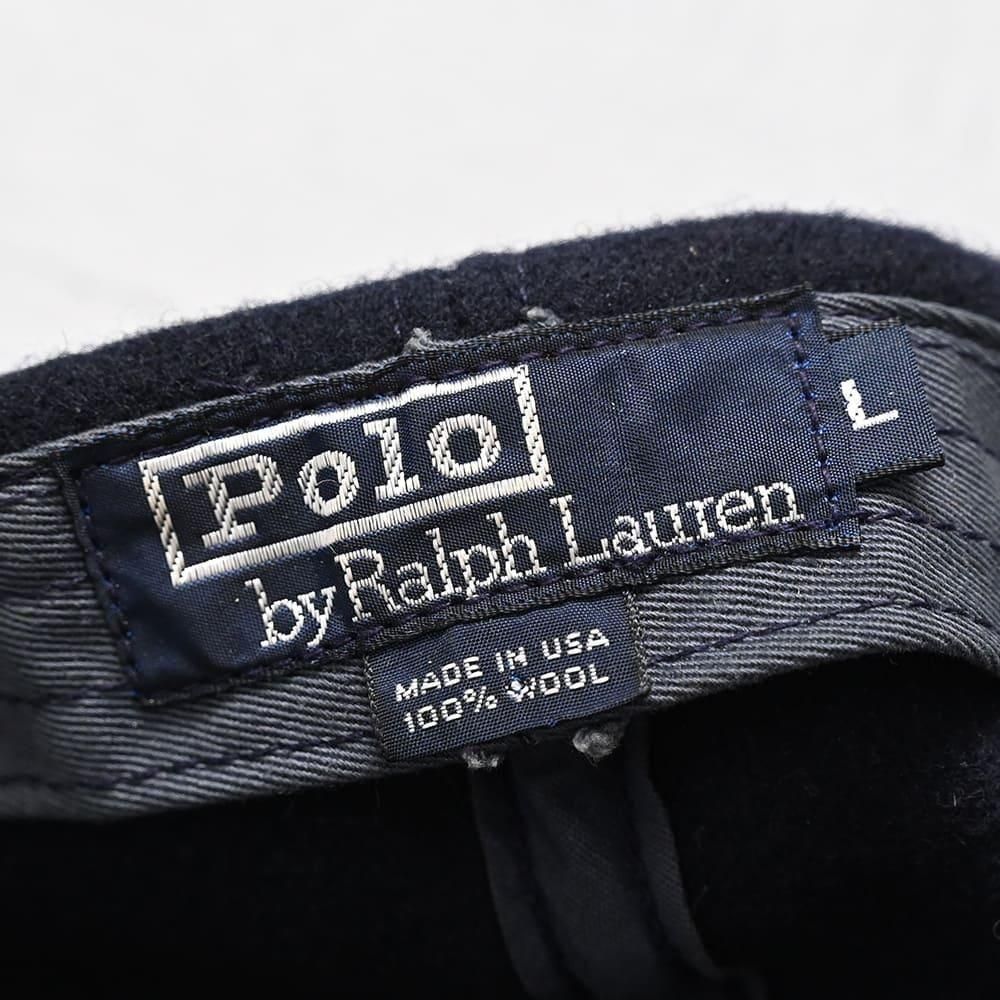 Polo
by Ralph Lauren
L
MADE IN USA
100% WOOL